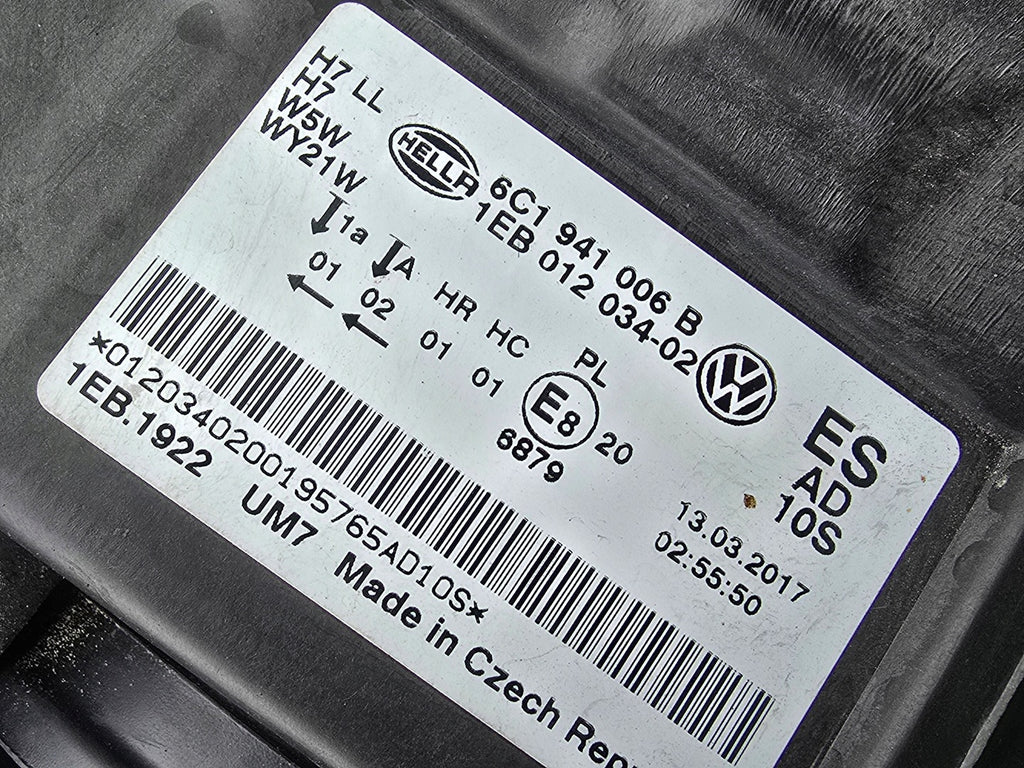 H7 LL
H7
W5W
WY21W
HELLA
6C1 941 006 B
1EB 012 034-02
1a A HR HC PL
01 02 01 01
E8 20
6879
ES
AD
10S
13.03.2017
02:55:50
*0120340200195765AD10S*
1EB.1922 UM7 Made in Czech Repu